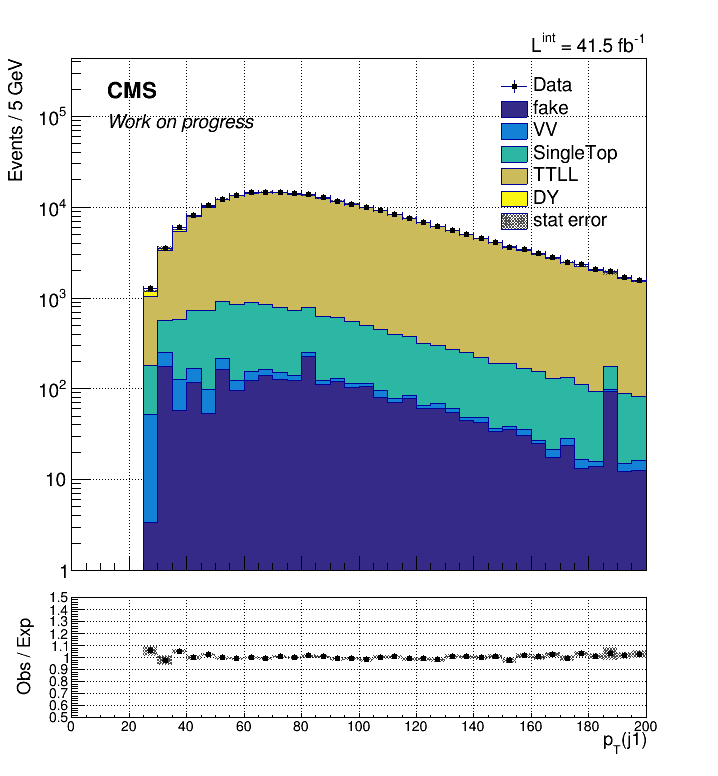 L^int = 41.5 fb^-1
Events / 5 GeV
CMS
Work on progress
Data
fake
VV
SingleTop
TTLL
DY
stat error
10^5
10^4
10^3
10^2
10
1
Obs / Exp
1.5
1.4
1.3
1.2
1.1
1
0.9
0.8
0.7
0.6
0.5
0 20 40 60 80 100 120 140 160 180 200
p_T(j1)